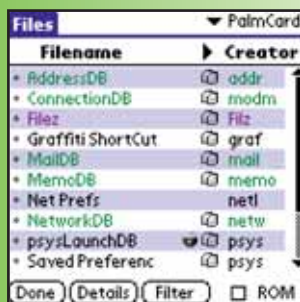 Files PalmCard
Filename Creator
AddressDB addr
ConnectionDB modm
Filez Filz
Graffiti ShortCut graf
MailDB mail
MemoDB memo
Net Prefs netl
NetworkDB netw
psysLaunchDB psys
Saved Preferenc psys
Done Details Filter ROM